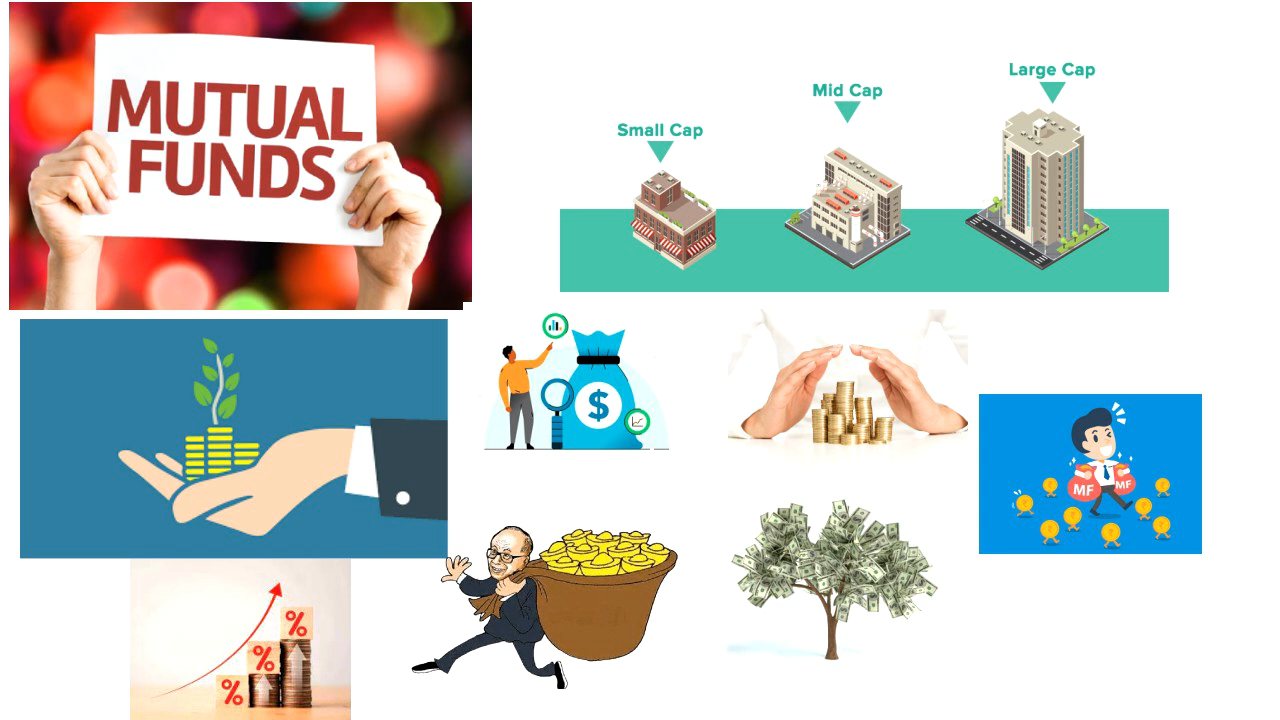 MUTUAL
FUNDS
Large Cap
Mid Cap
Small Cap
$
MF
MF
%
%
%